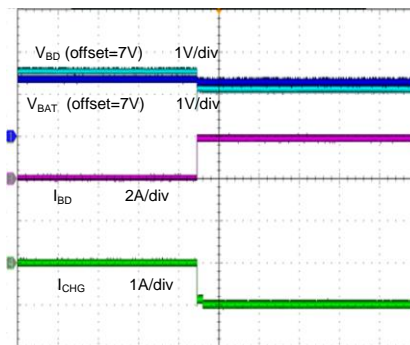 V_BD (offset=7V) 1V/div
V_BAT (offset=7V) 1V/div
I_BD 2A/div
I_CHG 1A/div